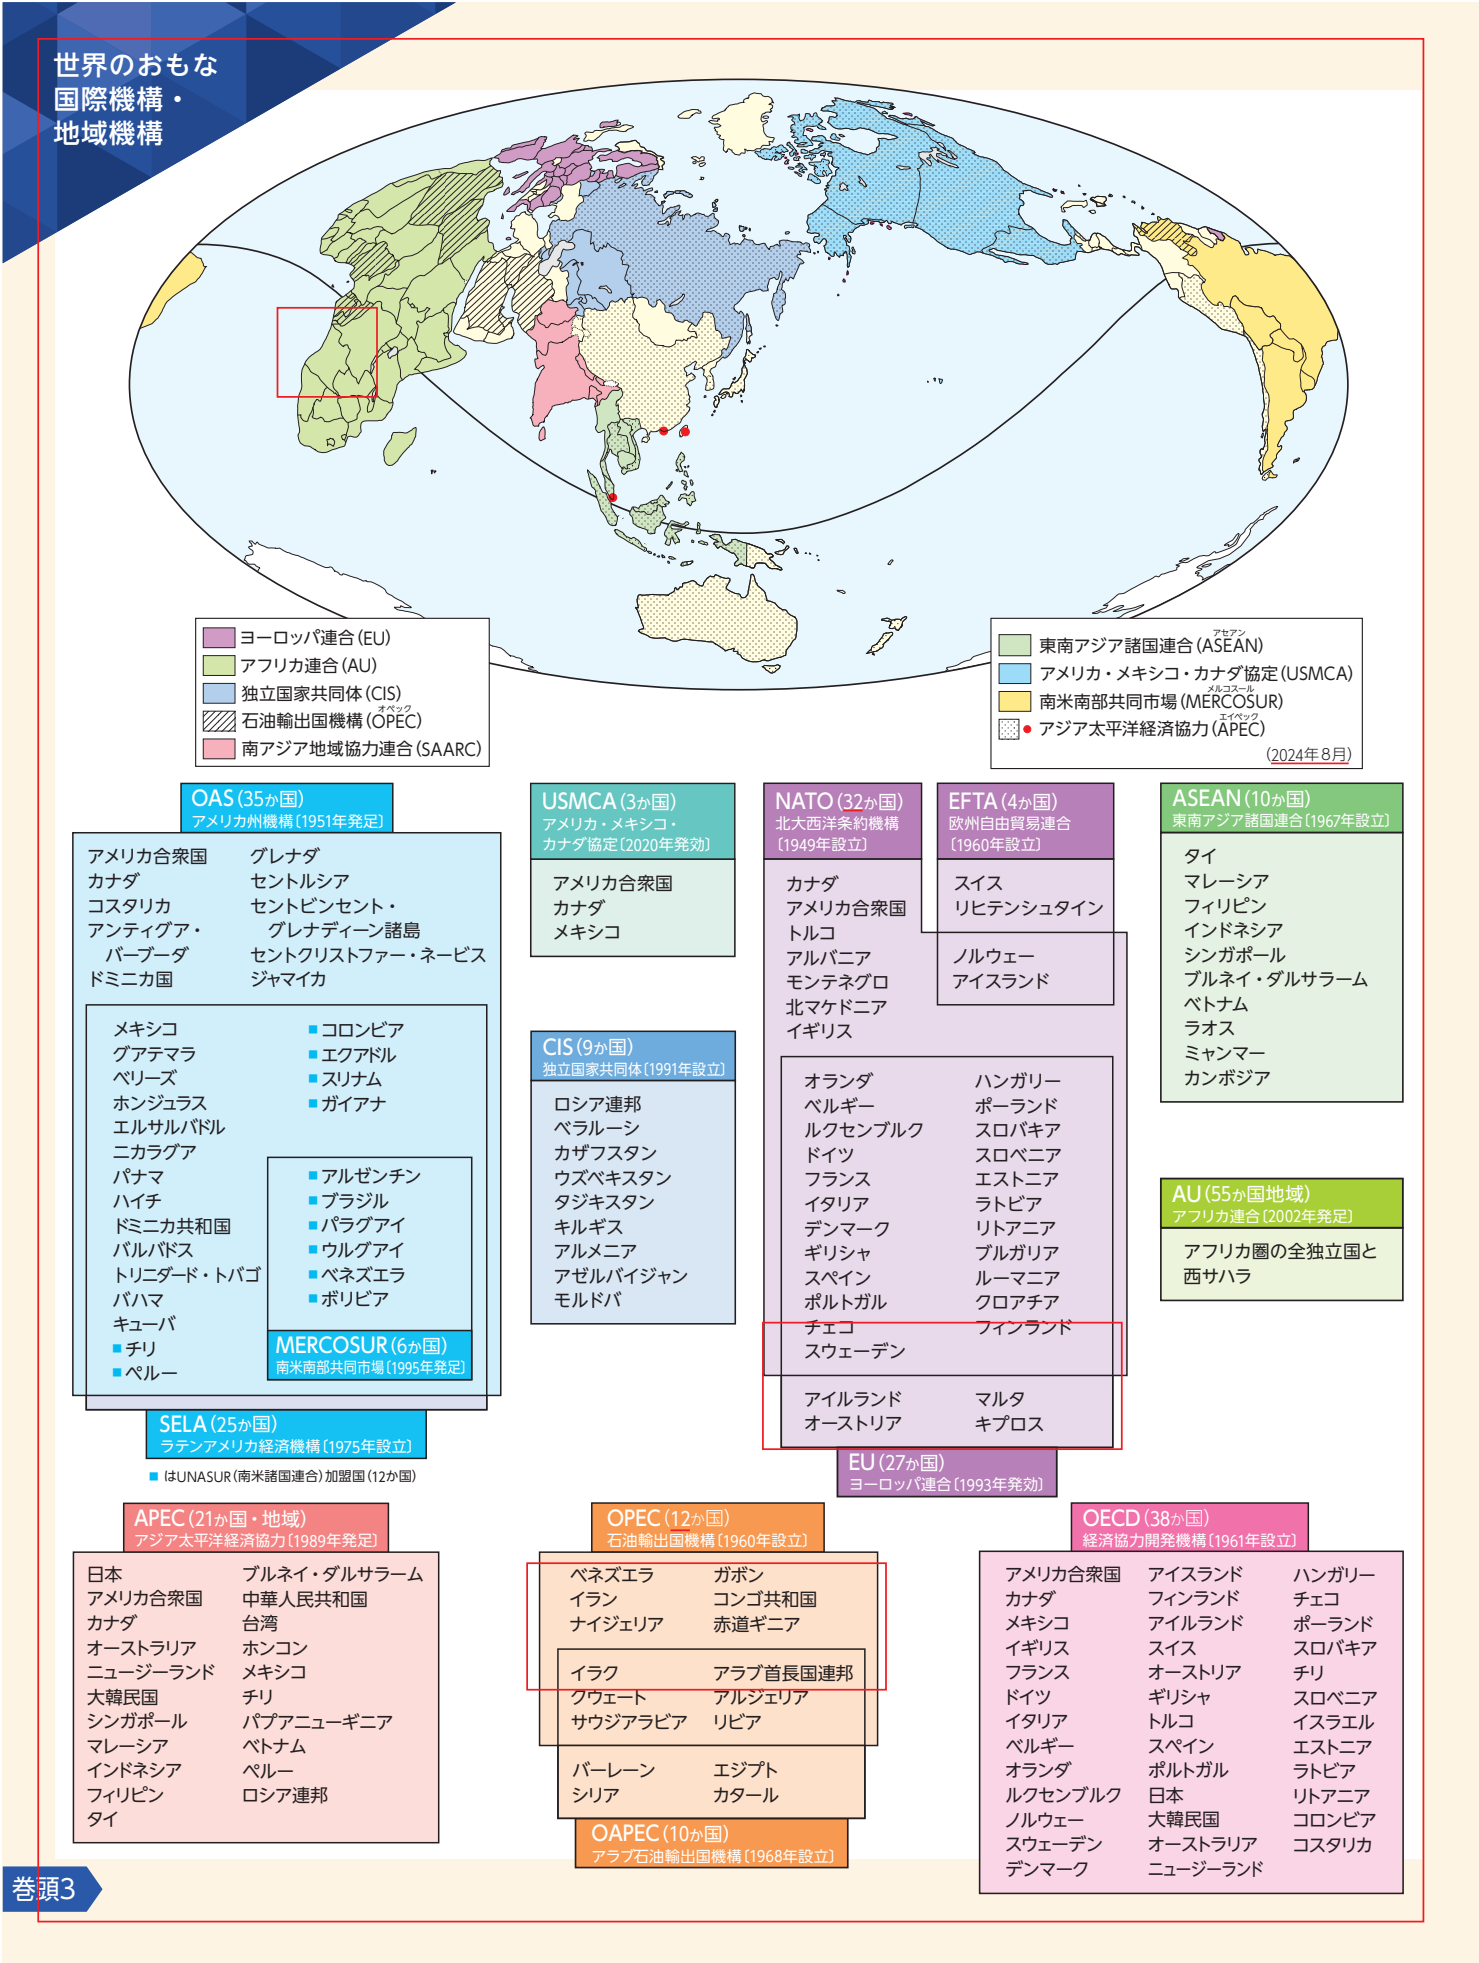 世界のおもな
国際機構・
地域機構
ヨーロッパ連合(EU)
アフリカ連合(AU)
独立国家共同体(CIS)
オペック
石油輸出国機構(OPEC)
南アジア地域協力連合(SAARC)
アセアン
東南アジア諸国連合(ASEAN)
アメリカ・メキシコ・カナダ協定(USMCA)
メルコスール
南米南部共同市場(MERCOSUR)
エイペック
アジア太平洋経済協力(APEC)
(2024年8月)
OAS(35か国)
アメリカ州機構〔1951年発足〕
アメリカ合衆国
カナダ
コスタリカ
アンティグア・
バーブーダ
ドミニカ国
グレナダ
セントルシア
セントビンセント・
グレナディーン諸島
セントクリストファー・ネービス
ジャマイカ
メキシコ
グアテマラ
ベリーズ
ホンジュラス
エルサルバドル
ニカラグア
パナマ
ハイチ
ドミニカ共和国
バルバドス
トリニダード・トバゴ
バハマ
キューバ
■チリ
■ペルー
■コロンビア
■エクアドル
■スリナム
■ガイアナ
■アルゼンチン
■ブラジル
■パラグアイ
■ウルグアイ
■ベネズエラ
■ボリビア
MERCOSUR(6か国)
南米南部共同市場〔1995年発足〕
SELA(25か国)
ラテンアメリカ経済機構〔1975年設立〕
■はUNASUR(南米諸国連合)加盟国(12か国)
USMCA(3か国)
アメリカ・メキシコ・
カナダ協定〔2020年発効〕
アメリカ合衆国
カナダ
メキシコ
CIS(9か国)
独立国家共同体〔1991年設立〕
ロシア連邦
ベラルーシ
カザフスタン
ウズベキスタン
タジキスタン
キルギス
アルメニア
アゼルバイジャン
モルドバ
NATO(32か国)
北大西洋条約機構
〔1949年設立〕
カナダ
アメリカ合衆国
トルコ
アルバニア
モンテネグロ
北マケドニア
イギリス
EFTA(4か国)
欧州自由貿易連合
〔1960年設立〕
スイス
リヒテンシュタイン
ノルウェー
アイスランド
オランダ
ベルギー
ルクセンブルク
ドイツ
フランス
イタリア
デンマーク
ギリシャ
スペイン
ポルトガル
チェコ
スウェーデン
ハンガリー
ポーランド
スロバキア
スロベニア
エストニア
ラトビア
リトアニア
ブルガリア
ルーマニア
クロアチア
フィンランド
アイルランド
オーストリア
マルタ
キプロス
EU(27か国)
ヨーロッパ連合〔1993年発効〕
ASEAN(10か国)
東南アジア諸国連合〔1967年設立〕
タイ
マレーシア
フィリピン
インドネシア
シンガポール
ブルネイ・ダルサラーム
ベトナム
ラオス
ミャンマー
カンボジア
AU(55か国地域)
アフリカ連合〔2002年発足〕
アフリカ圏の全独立国と
西サハラ
APEC(21か国・地域)
アジア太平洋経済協力〔1989年発足〕
日本
アメリカ合衆国
カナダ
オーストラリア
ニュージーランド
大韓民国
シンガポール
マレーシア
インドネシア
フィリピン
タイ
ブルネイ・ダルサラーム
中華人民共和国
台湾
ホンコン
メキシコ
チリ
パプアニューギニア
ベトナム
ペルー
ロシア連邦
OPEC(12か国)
石油輸出国機構〔1960年設立〕
ベネズエラ
イラン
ナイジェリア
ガボン
コンゴ共和国
赤道ギニア
イラク
クウェート
サウジアラビア
アラブ首長国連邦
アルジェリア
リビア
バーレーン
シリア
エジプト
カタール
OAPEC(10か国)
アラブ石油輸出国機構〔1968年設立〕
OECD(38か国)
経済協力開発機構〔1961年設立〕
アメリカ合衆国
カナダ
メキシコ
イギリス
フランス
ドイツ
イタリア
ベルギー
オランダ
ルクセンブルク
ノルウェー
スウェーデン
デンマーク
アイスランド
フィンランド
アイルランド
スイス
オーストリア
ギリシャ
トルコ
スペイン
ポルトガル
日本
大韓民国
オーストラリア
ニュージーランド
ハンガリー
チェコ
ポーランド
スロバキア
チリ
スロベニア
イスラエル
エストニア
ラトビア
リトアニア
コロンビア
コスタリカ
巻頭3